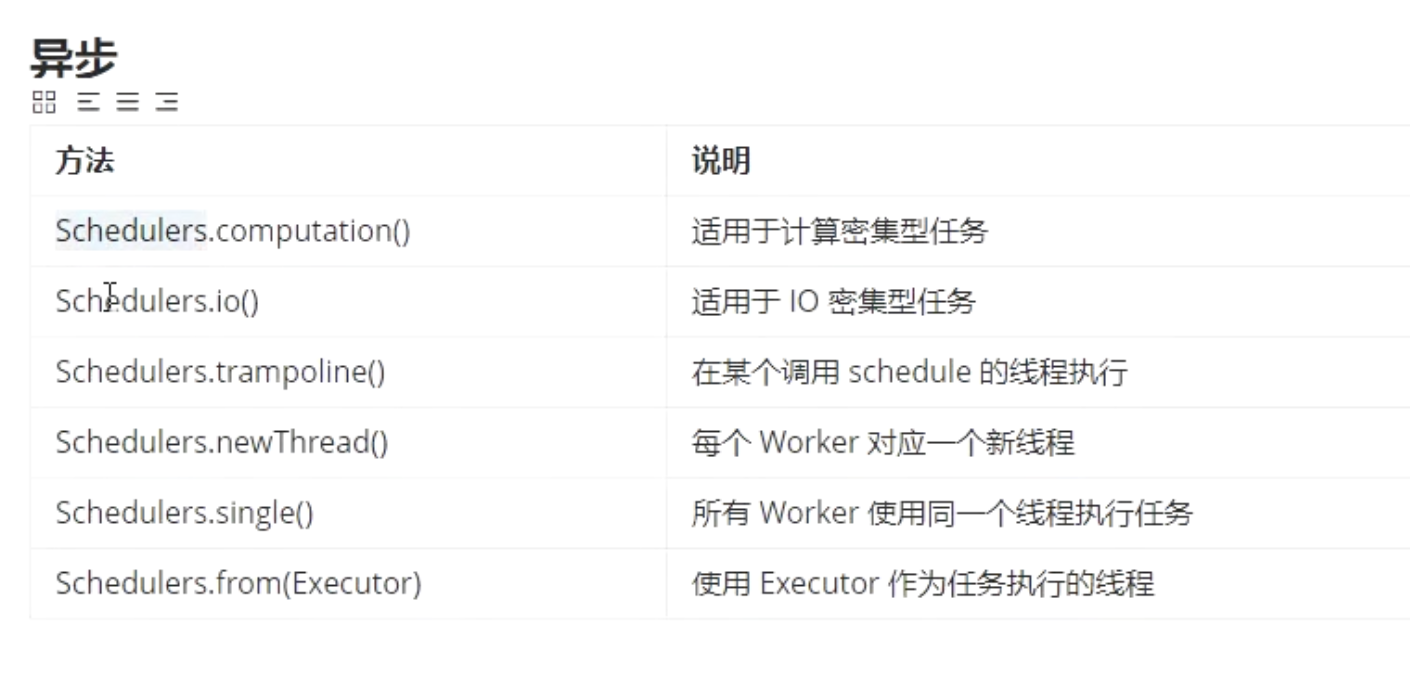 异步
方法 说明
Schedulers.computation() 适用于计算密集型任务
Schedulers.io() 适用于 IO 密集型任务
Schedulers.trampoline() 在某个调用 schedule 的线程执行
Schedulers.newThread() 每个 Worker 对应一个新线程
Schedulers.single() 所有 Worker 使用同一个线程执行任务
Schedulers.from(Executor) 使用 Executor 作为任务执行的线程